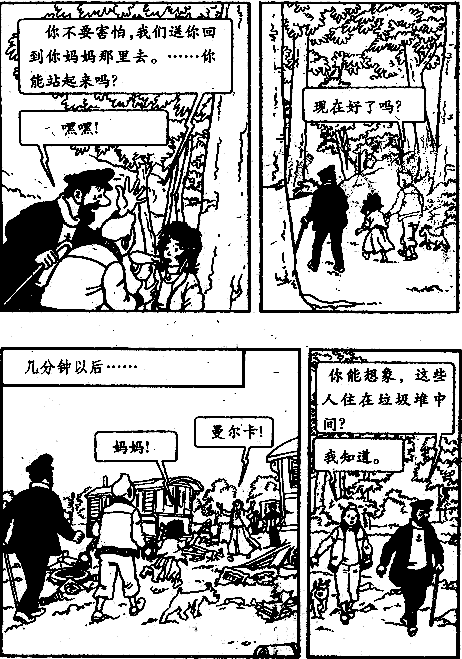 你不要害怕,我们送你回
到你妈妈那里去。……你
能站起来吗?
嘿嘿!
现在好了吗?
几分钟以后……
妈妈!
曼尔卡!
你能想象，这些
人住在垃圾堆中
间?
我知道。